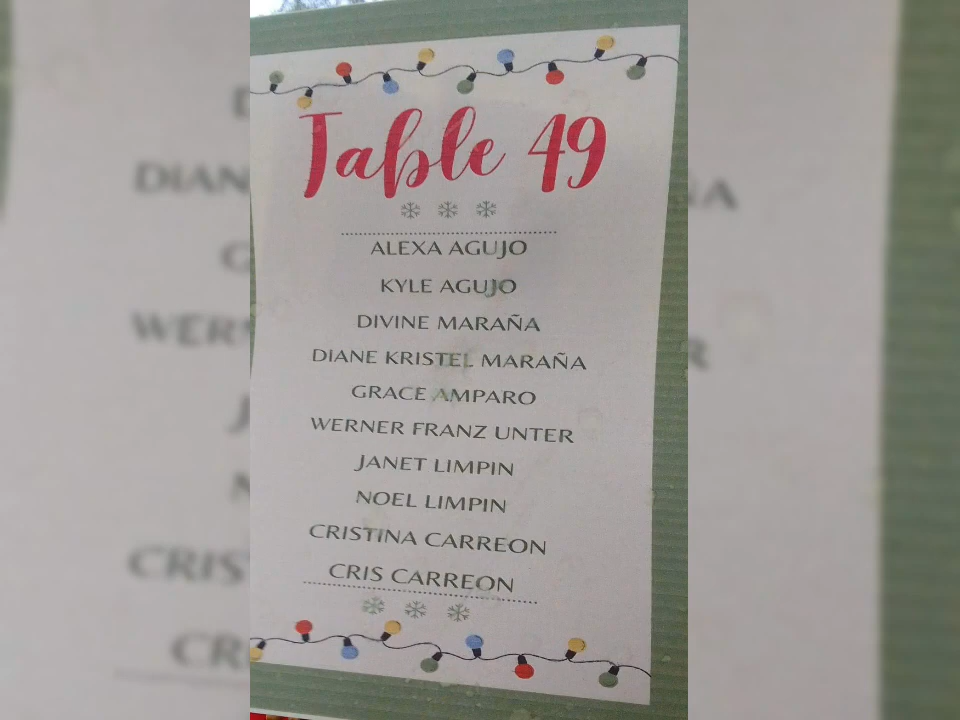 Table 49
ALEXA AGUJO
KYLE AGUJO
DIVINE MARAÑA
DIANE KRISTEL MARAÑA
GRACE AMPARO
WERNER FRANZ UNTER
JANET LIMPIN
NOEL LIMPIN
CRISTINA CARREON
CRIS CARREON